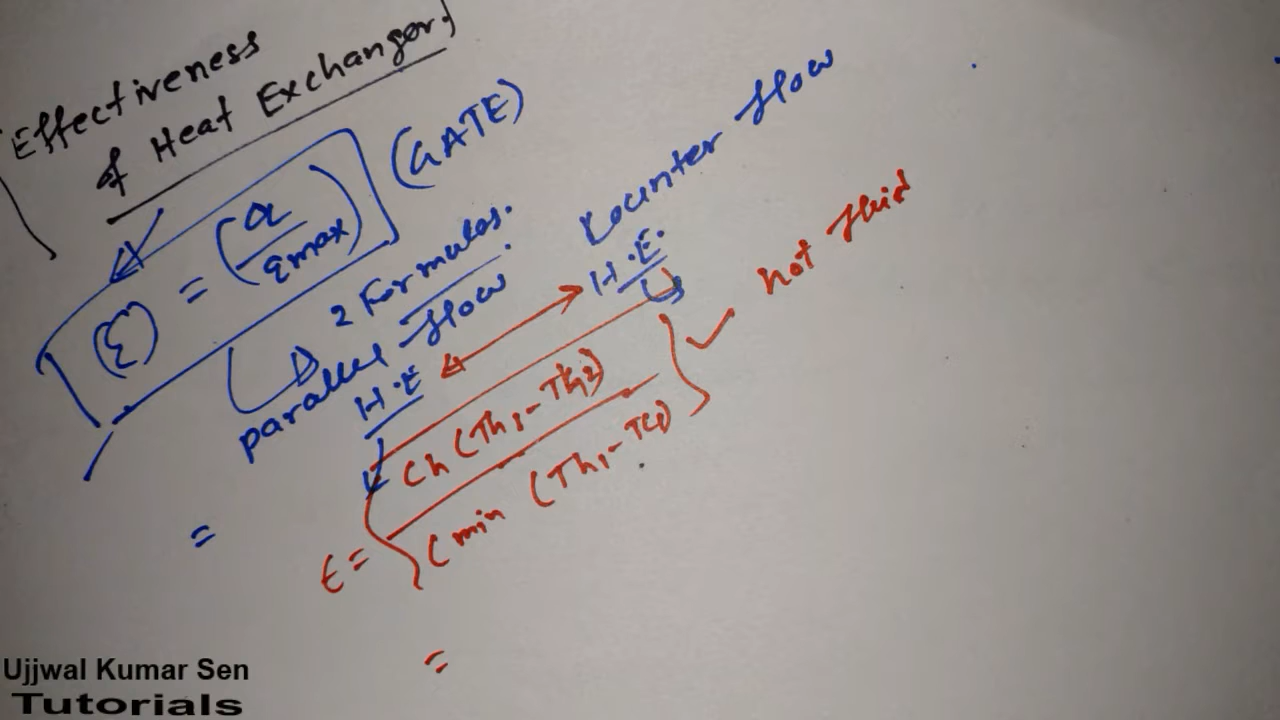 Effectiveness
of Heat Exchanger
(GATE)
(ε) = (Q / Qmax)
2 Formulas.
parallel flow
H.E
Counter flow
H.E.
ε = { Ch (Th1 - Th2) / Cmin (Th1 - Tc1) } ✓ hot fluid
=
=
Ujjwal Kumar Sen
Tutorials